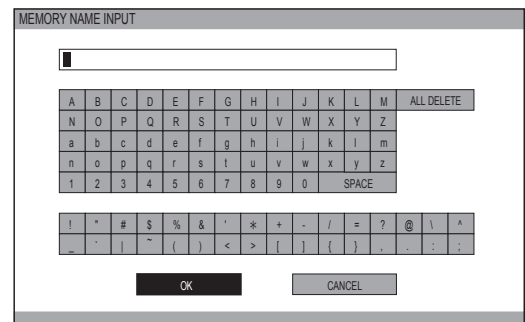 MEMORY NAME INPUT
A B C D E F G H I J K L M ALL DELETE
N O P Q R S T U V W X Y Z
a b c d e f g h i j k l m
n o p q r s t u v w x y z
1 2 3 4 5 6 7 8 9 0 SPACE
! " # $ % & ' * + - / = ? @ \ ^
_ ` | ~ ( ) < > [ ] { } , . : ;
OK CANCEL